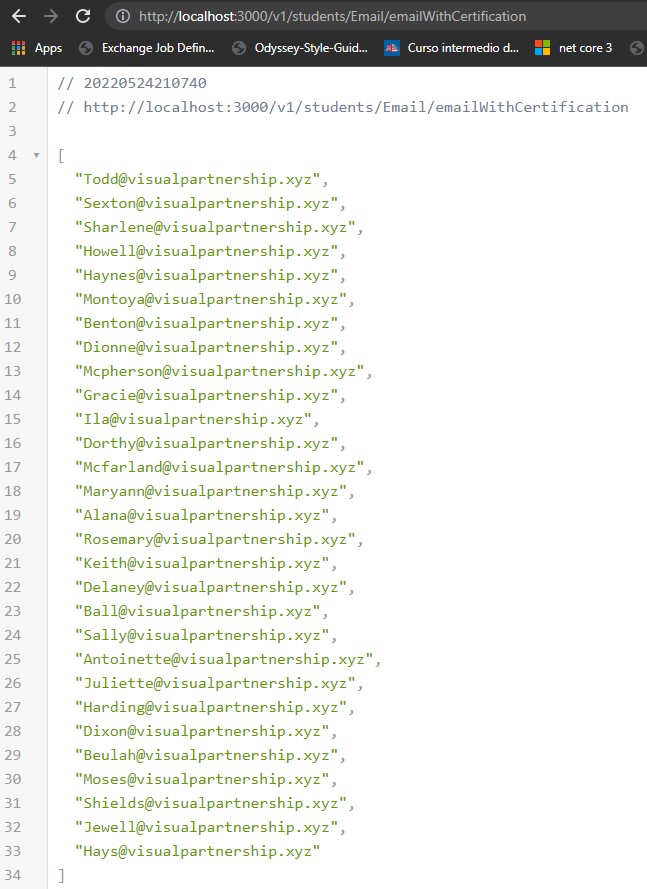 http://localhost:3000/v1/students/Email/emailWithCertification
Apps Exchange Job Defin... Odyssey-Style-Guid... Curso intermedio d... net core 3
1 // 20220524210740
2 // http://localhost:3000/v1/students/Email/emailWithCertification
3
4 [
5 "Todd@visualpartnership.xyz",
6 "Sexton@visualpartnership.xyz",
7 "Sharlene@visualpartnership.xyz",
8 "Howell@visualpartnership.xyz",
9 "Haynes@visualpartnership.xyz",
10 "Montoya@visualpartnership.xyz",
11 "Benton@visualpartnership.xyz",
12 "Dionne@visualpartnership.xyz",
13 "Mcpherson@visualpartnership.xyz",
14 "Gracie@visualpartnership.xyz",
15 "Ila@visualpartnership.xyz",
16 "Dorthy@visualpartnership.xyz",
17 "Mcfarland@visualpartnership.xyz",
18 "Maryann@visualpartnership.xyz",
19 "Alana@visualpartnership.xyz",
20 "Rosemary@visualpartnership.xyz",
21 "Keith@visualpartnership.xyz",
22 "Delaney@visualpartnership.xyz",
23 "Ball@visualpartnership.xyz",
24 "Sally@visualpartnership.xyz",
25 "Antoinette@visualpartnership.xyz",
26 "Juliette@visualpartnership.xyz",
27 "Harding@visualpartnership.xyz",
28 "Dixon@visualpartnership.xyz",
29 "Beulah@visualpartnership.xyz",
30 "Moses@visualpartnership.xyz",
31 "Shields@visualpartnership.xyz",
32 "Jewell@visualpartnership.xyz",
33 "Hays@visualpartnership.xyz"
34 ]